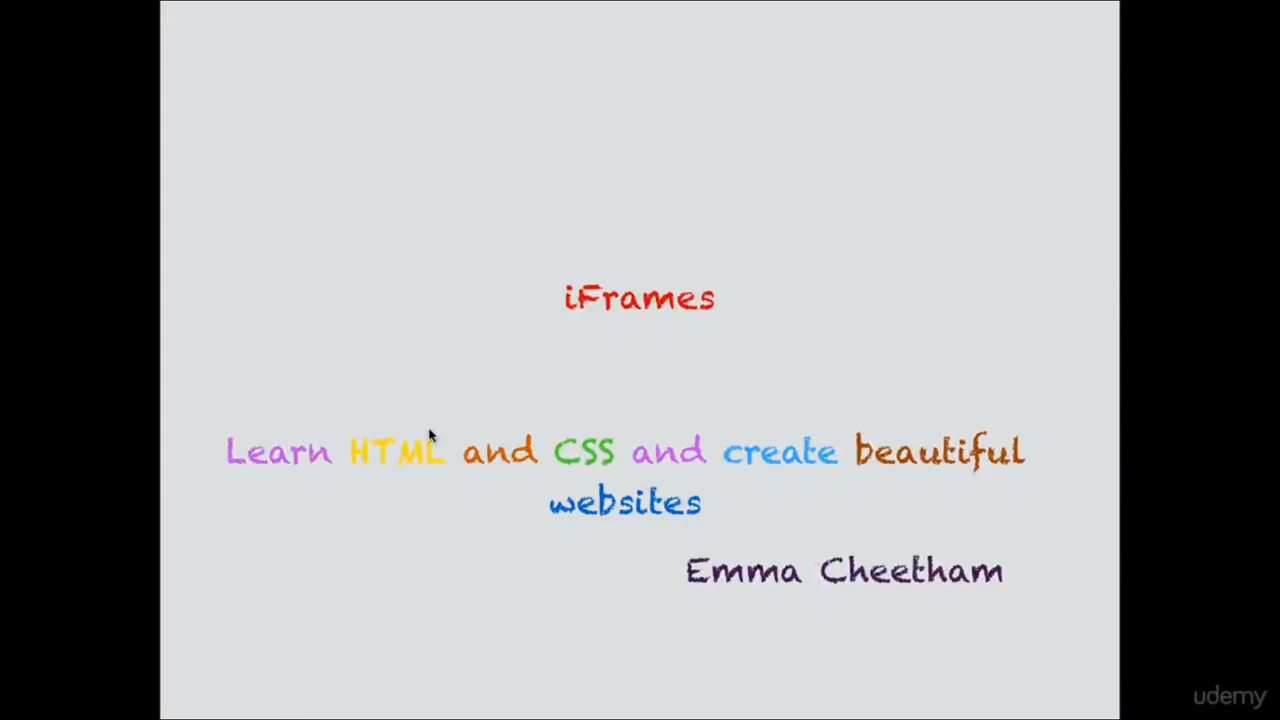 iFrames
Learn HTML and CSS and create beautiful
websites
Emma Cheetham
udemy